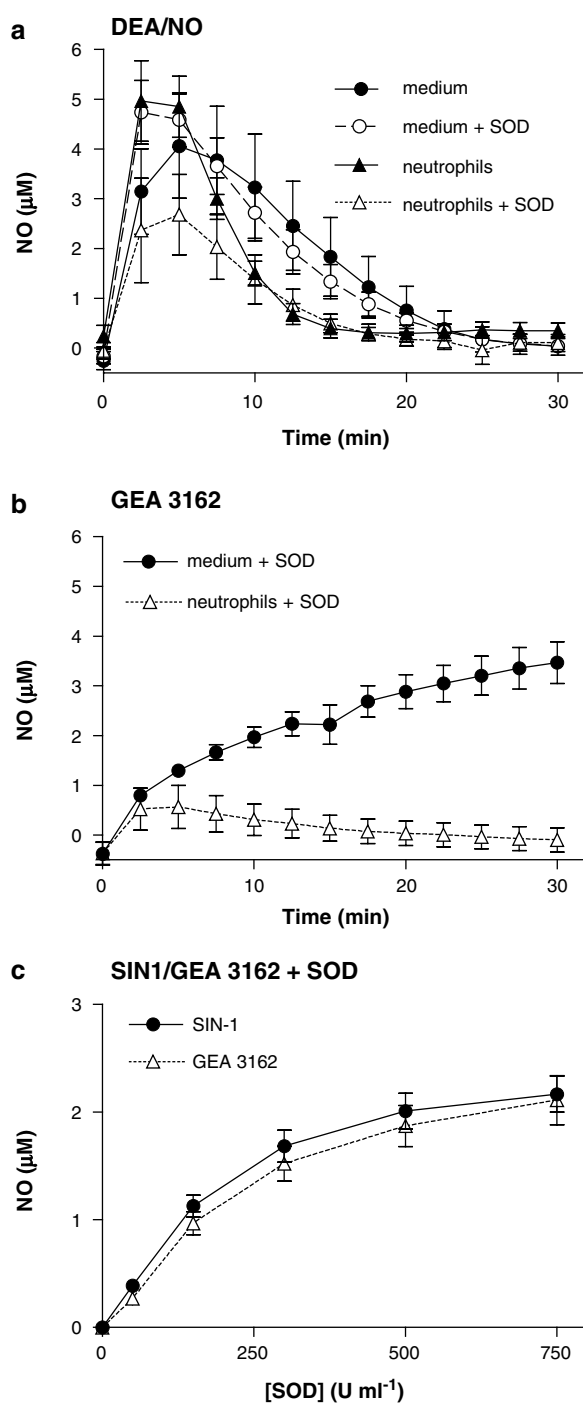 a
DEA/NO
6
5
4
3
2
1
0
NO (µM)
medium
medium + SOD
neutrophils
neutrophils + SOD
0 10 20 30
Time (min)
b
GEA 3162
6
5
4
3
2
1
0
NO (µM)
medium + SOD
neutrophils + SOD
0 10 20 30
Time (min)
c
SIN1/GEA 3162 + SOD
3
2
1
0
NO (µM)
SIN-1
GEA 3162
0 250 500 750
[SOD] (U ml⁻¹)